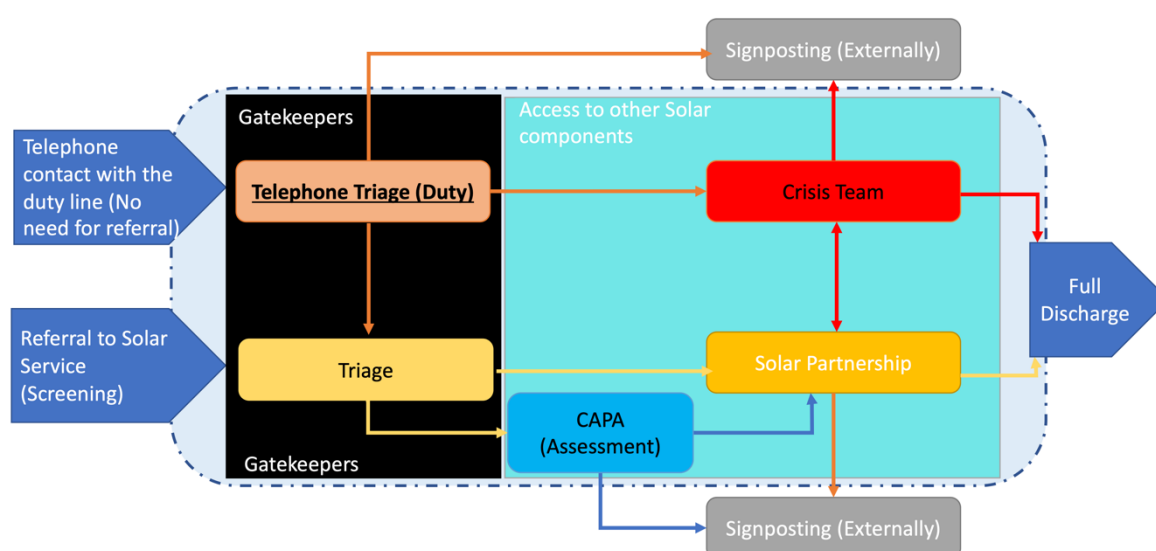 Signposting (Externally)
Gatekeepers
Access to other Solar
components
Telephone
contact with the
duty line (No
need for referral)
Telephone Triage (Duty)
Crisis Team
Full
Discharge
Referral to Solar
Service
(Screening)
Triage
Solar Partnership
CAPA
(Assessment)
Gatekeepers
Signposting (Externally)